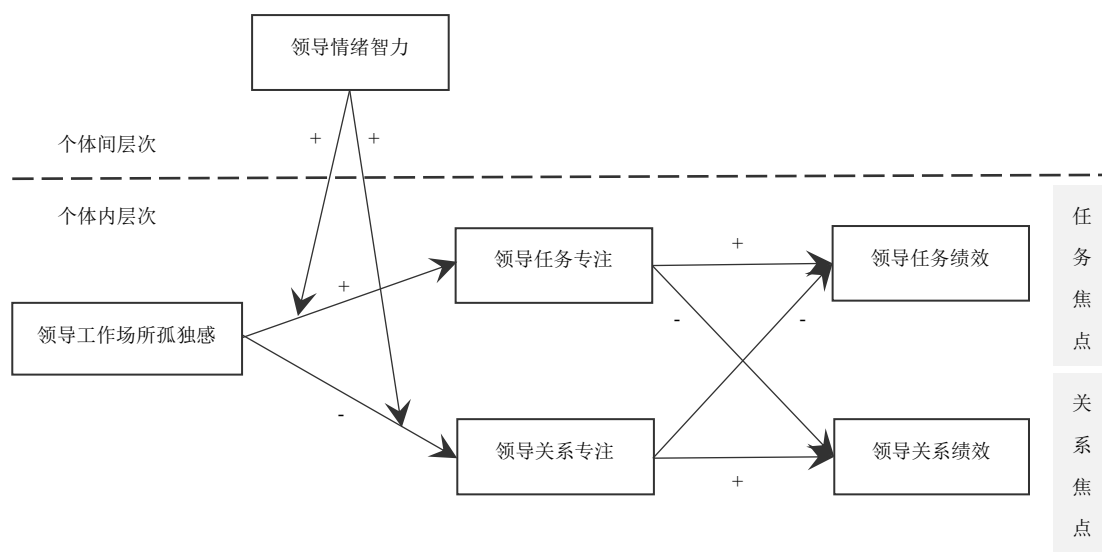 领导情绪智力
+
+
个体间层次
个体内层次
领导任务专注
+
领导任务绩效
+
领导工作场所孤独感
-
-
-
领导关系专注
领导关系绩效
+
任务焦点
关系焦点